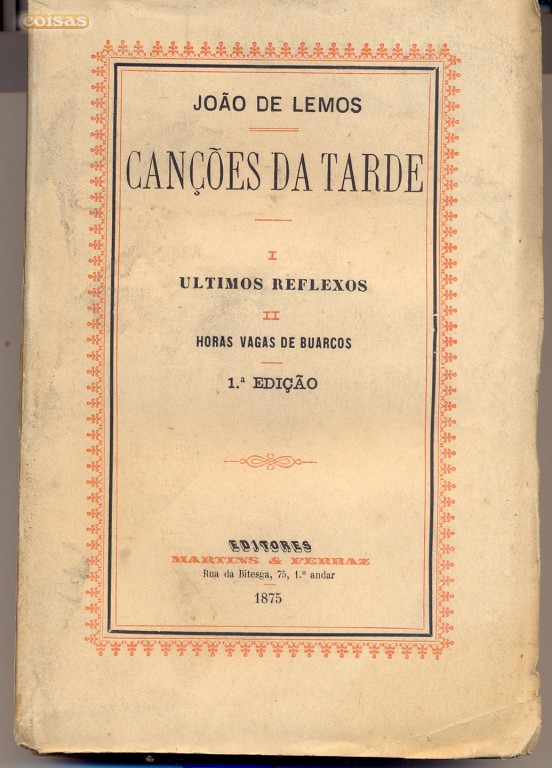 coisas
JOÃO DE LEMOS
CANÇÕES DA TARDE
I
ULTIMOS REFLEXOS
II
HORAS VAGAS DE BUARCOS
1.ª EDIÇÃO
EDITORES
MARTINS & FERRAZ
Rua da Bitesga, 75, 1.º andar
1875